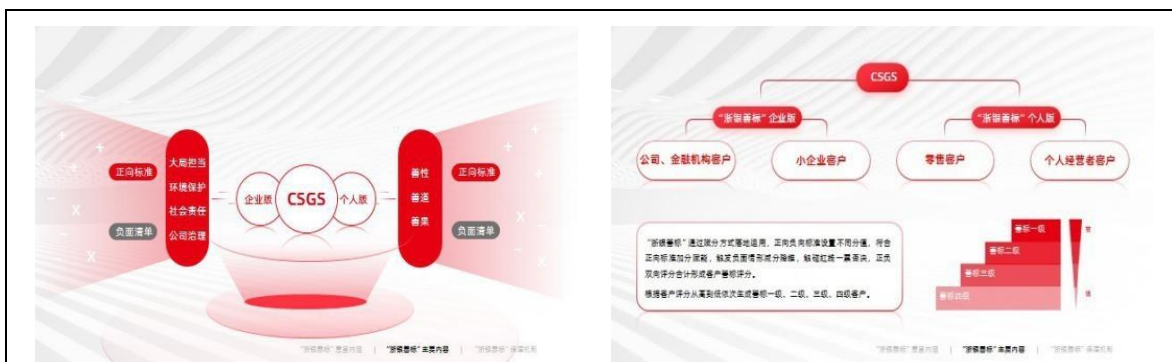 正向标准
负面清单
大局担当
环境保护
社会责任
公司治理
企业版
CSGS
个人版
善性
善道
善果
正向标准
负面清单
“浙银善标”主要内容
CSGS
“浙银善标”企业版
“浙银善标”个人版
公司、金融机构客户
小企业客户
零售客户
个人经营者客户
“浙银善标”通过赋分方式落地运用，正向负向标准设置不同分值，符合
正向标准加分赋能，触发负面情形减分降维，触碰红线一票否决，正负
双向评分合计形成客户善标评分。
根据客户评分从高到低依次生成善标一级、二级、三级、四级客户。
善标一级
善标二级
善标三级
善标四级
高
低
“浙银善标”主要内容